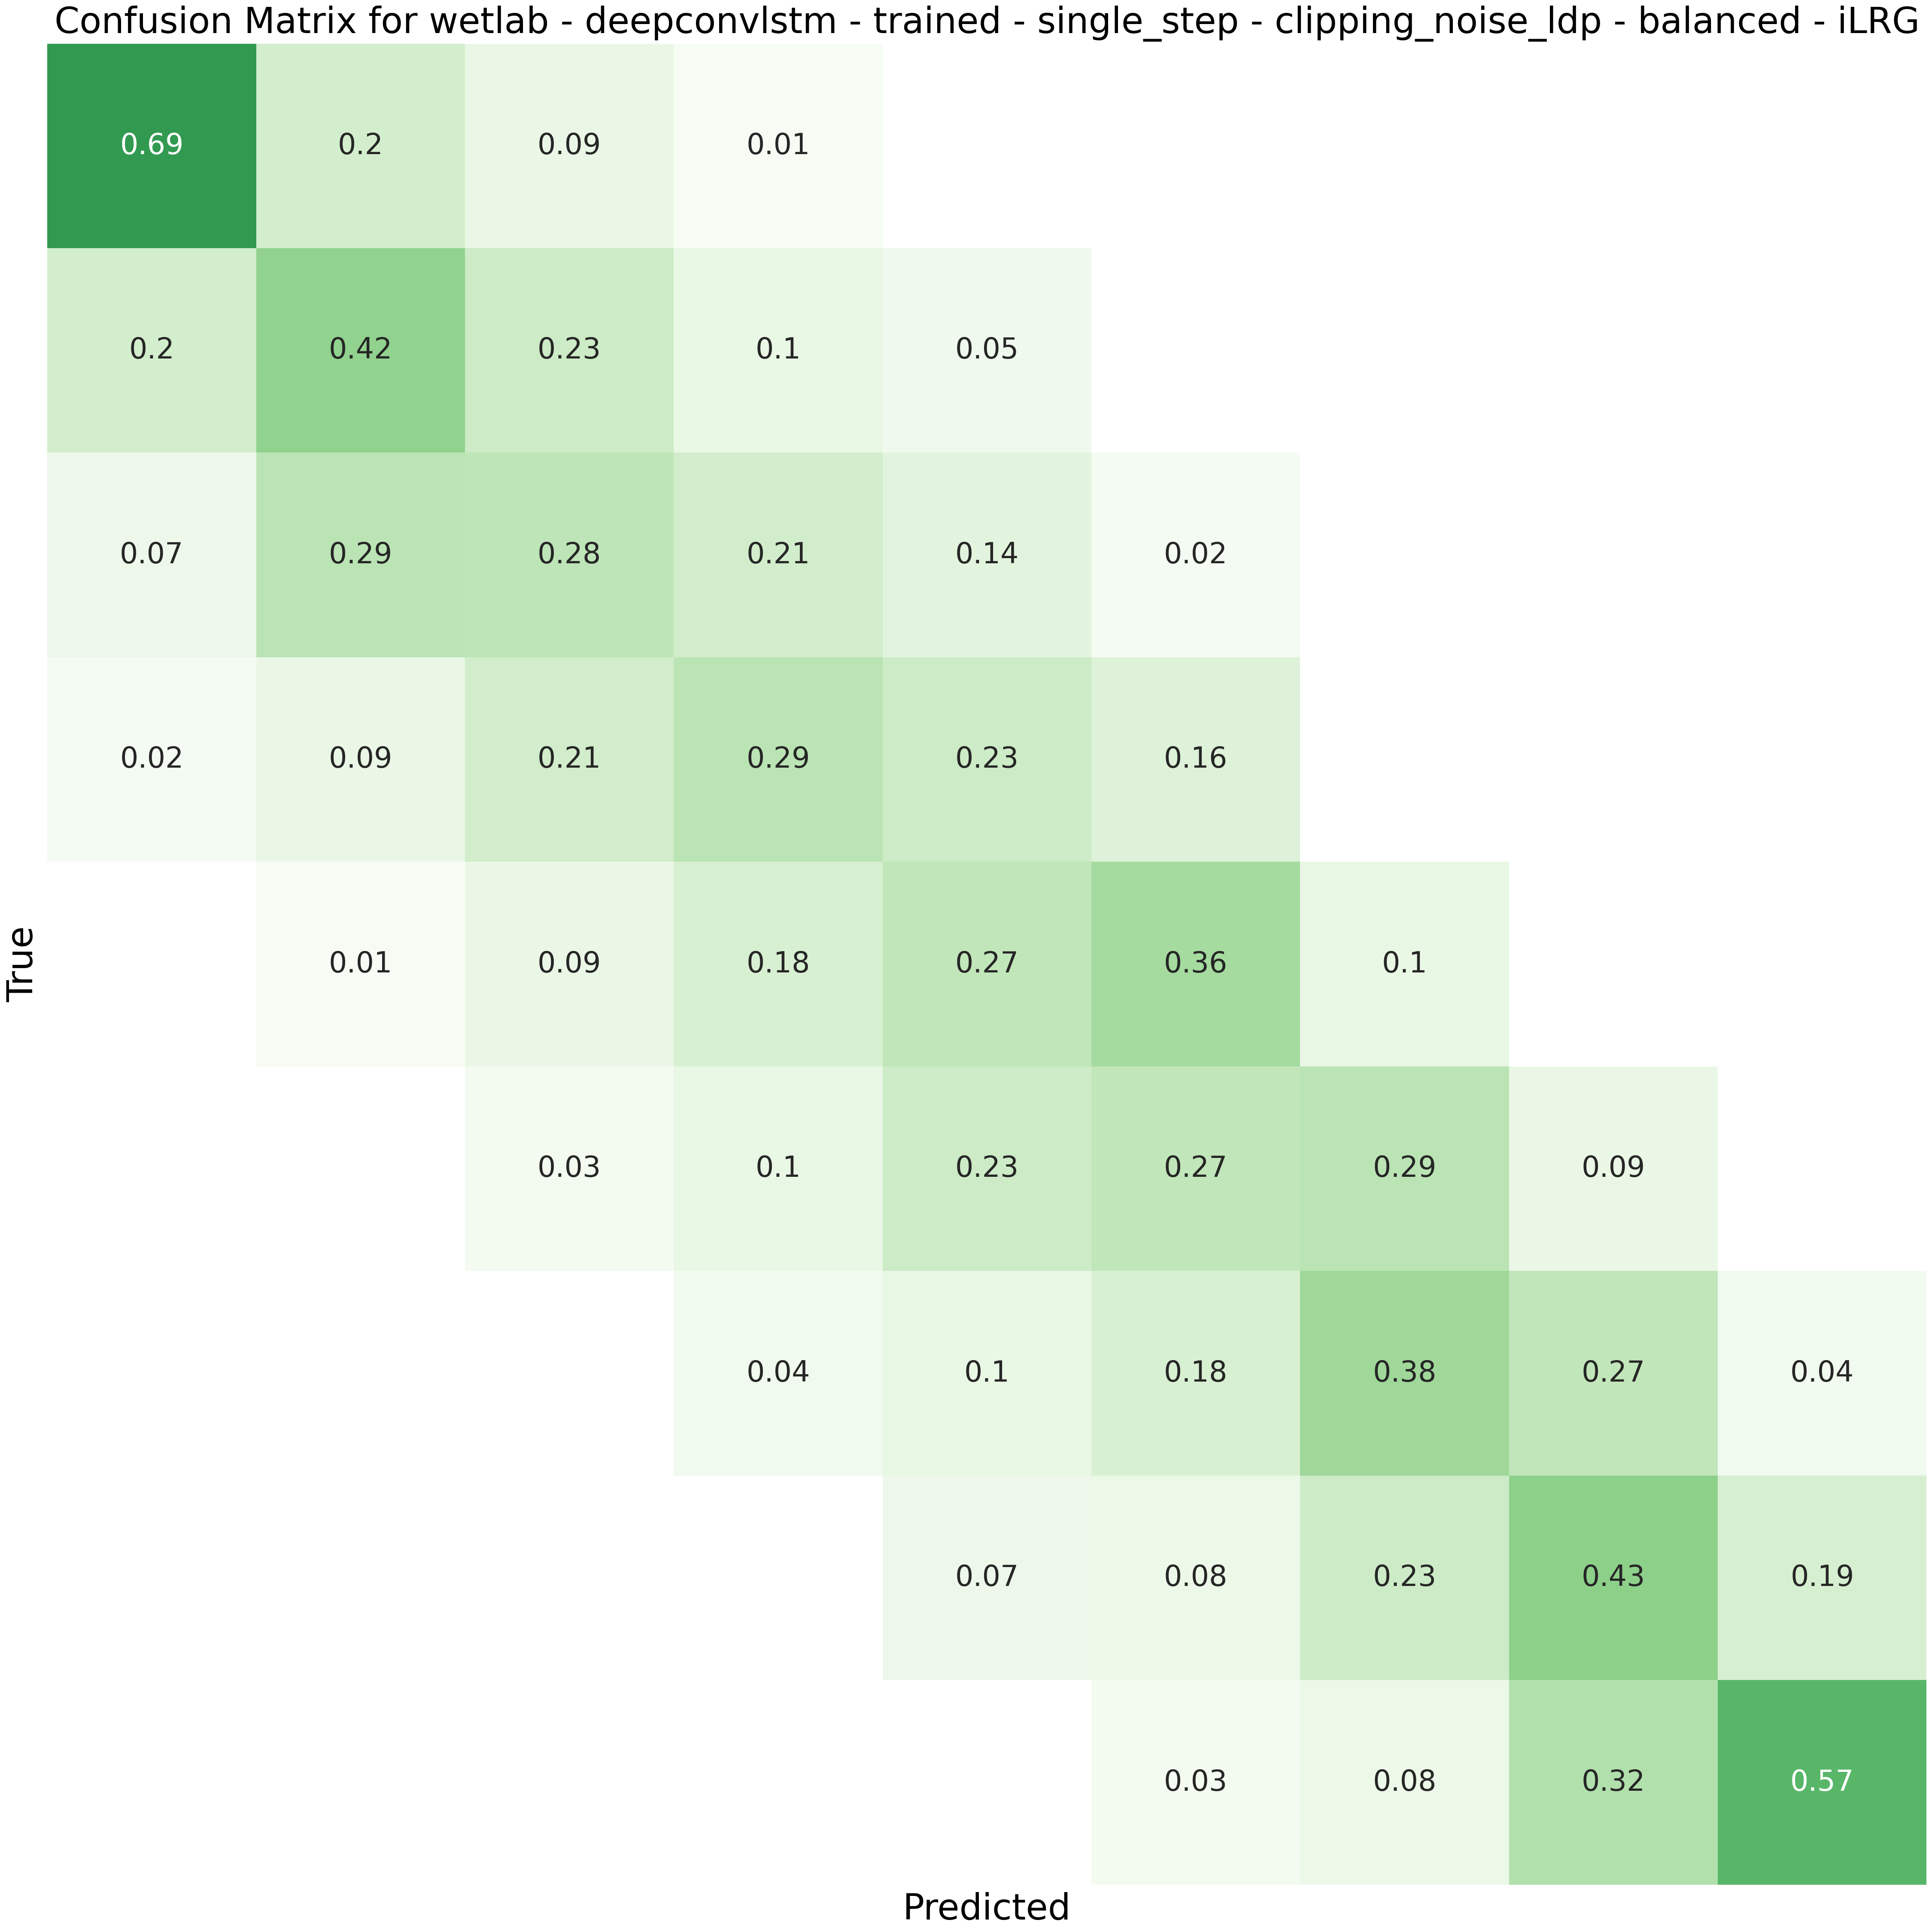 Confusion Matrix for wetlab - deepconvlstm - trained - single_step - clipping_noise_ldp - balanced - iLRG
0.69 0.2 0.09 0.01
0.2 0.42 0.23 0.1 0.05
0.07 0.29 0.28 0.21 0.14 0.02
0.02 0.09 0.21 0.29 0.23 0.16
0.01 0.09 0.18 0.27 0.36 0.1
0.03 0.1 0.23 0.27 0.29 0.09
0.04 0.1 0.18 0.38 0.27 0.04
0.07 0.08 0.23 0.43 0.19
0.03 0.08 0.32 0.57
True
Predicted